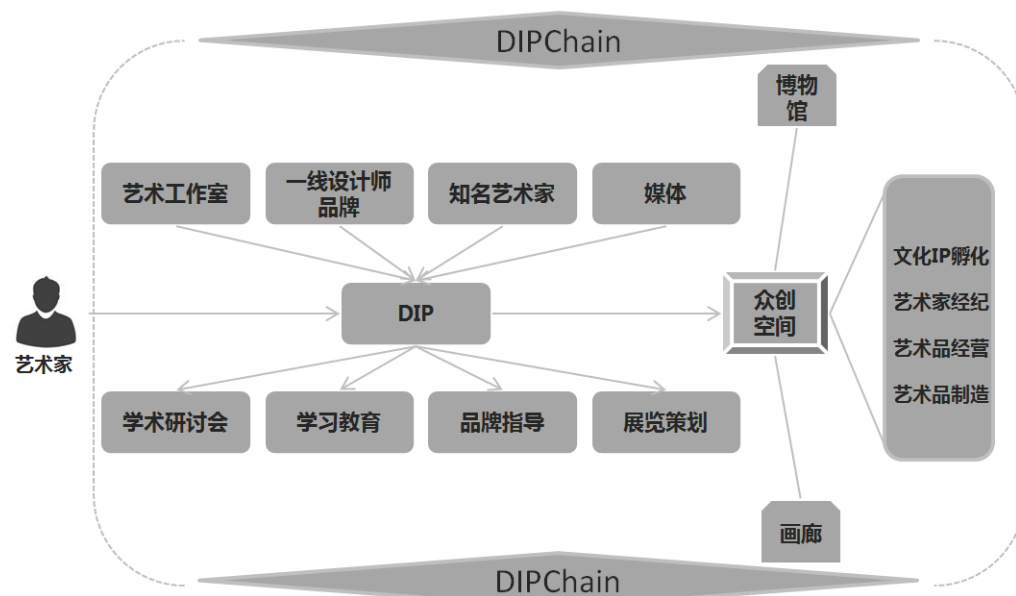 DIPChain
博物
馆
艺术工作室
一线设计师
品牌
知名艺术家
媒体
文化IP孵化
艺术家经纪
艺术品经营
艺术品制造
DIP
众创
空间
艺术家
学术研讨会
学习教育
品牌指导
展览策划
画廊
DIPChain